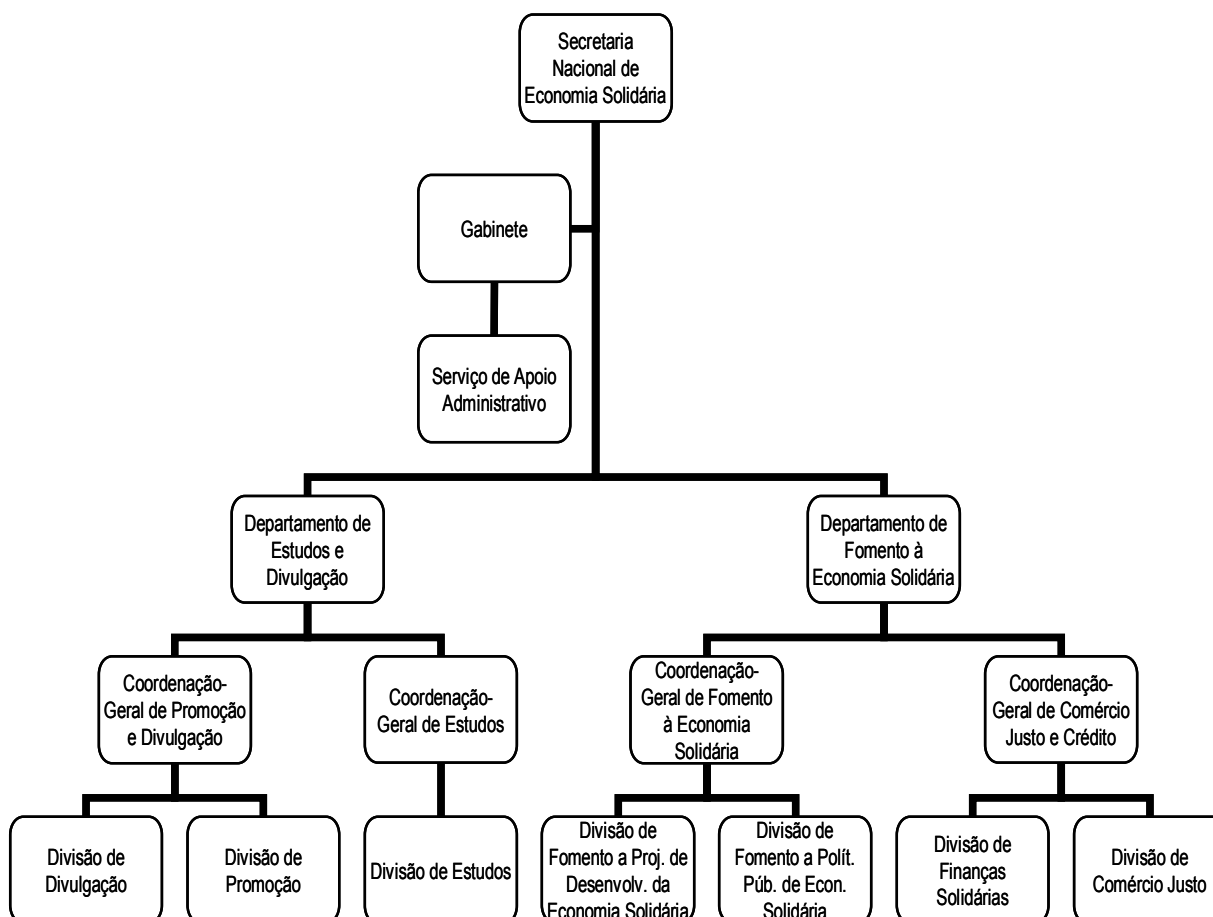 Secretaria
Nacional de
Economia Solidária
Gabinete
Serviço de Apoio
Administrativo
Departamento de
Estudos e
Divulgação
Departamento de
Fomento à
Economia Solidária
Coordenação-
Geral de Promoção
e Divulgação
Coordenação-
Geral de Estudos
Coordenação-
Geral de Fomento
à Economia
Solidária
Coordenação-
Geral de Comércio
Justo e Crédito
Divisão de
Divulgação
Divisão de
Promoção
Divisão de Estudos
Divisão de
Fomento a Proj. de
Desenvolv. da
Economia Solidária
Divisão de
Fomento a Polít.
Púb. de Econ.
Solidária
Divisão de
Finanças
Solidárias
Divisão de
Comércio Justo